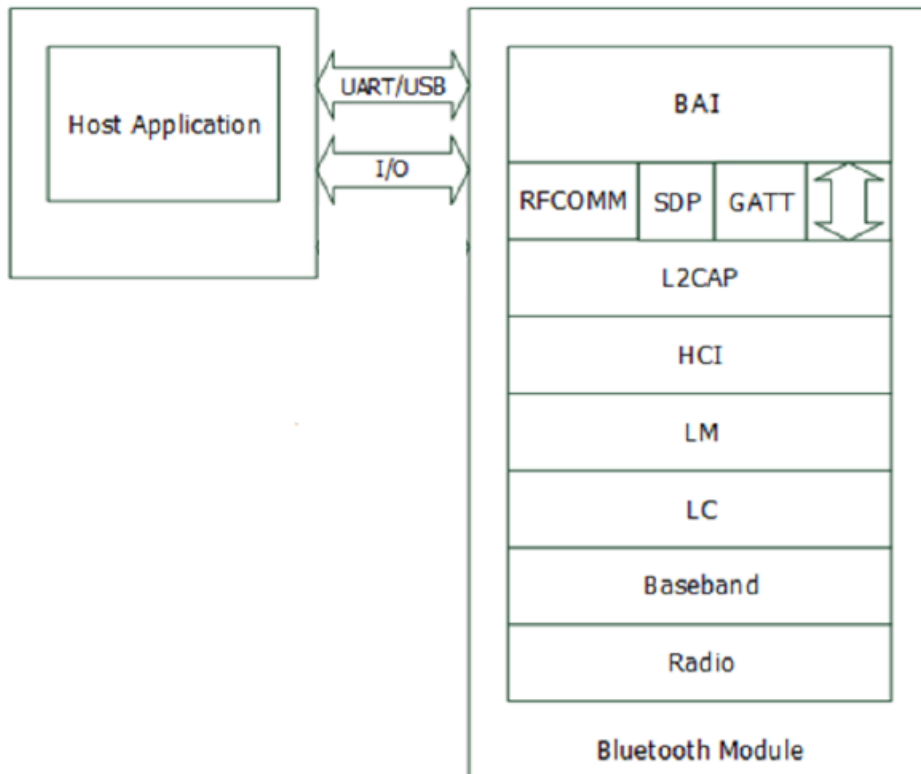 Host Application
UART/USB
I/O
BAI
RFCOMM
SDP
GATT
L2CAP
HCI
LM
LC
Baseband
Radio
Bluetooth Module